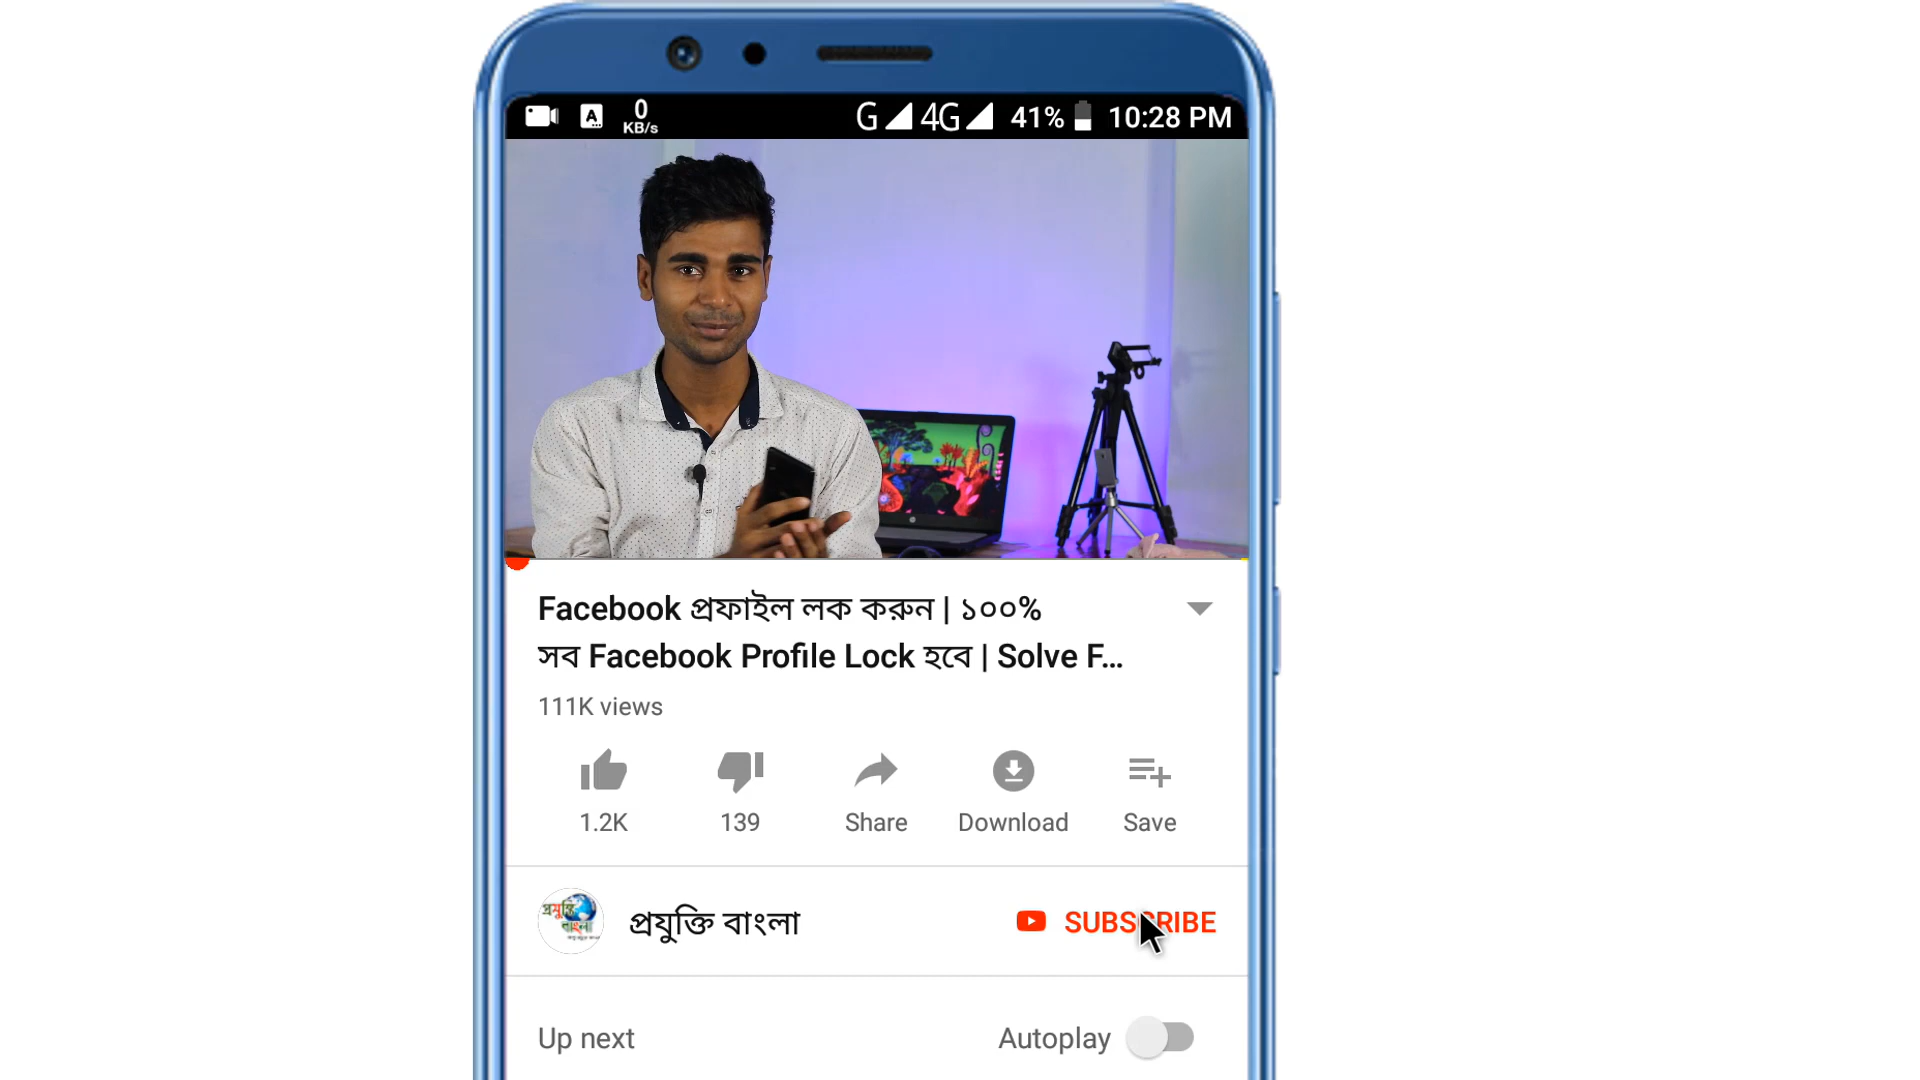 0
KB/s
G 4G 41% 10:28 PM
Facebook প্রফাইল লক করুন | ১০০%
সব Facebook Profile Lock হবে | Solve F...
111K views
1.2K 139 Share Download Save
প্রযুক্তি
বাংলা
প্রযুক্তি বাংলা SUBSCRIBE
Up next Autoplay